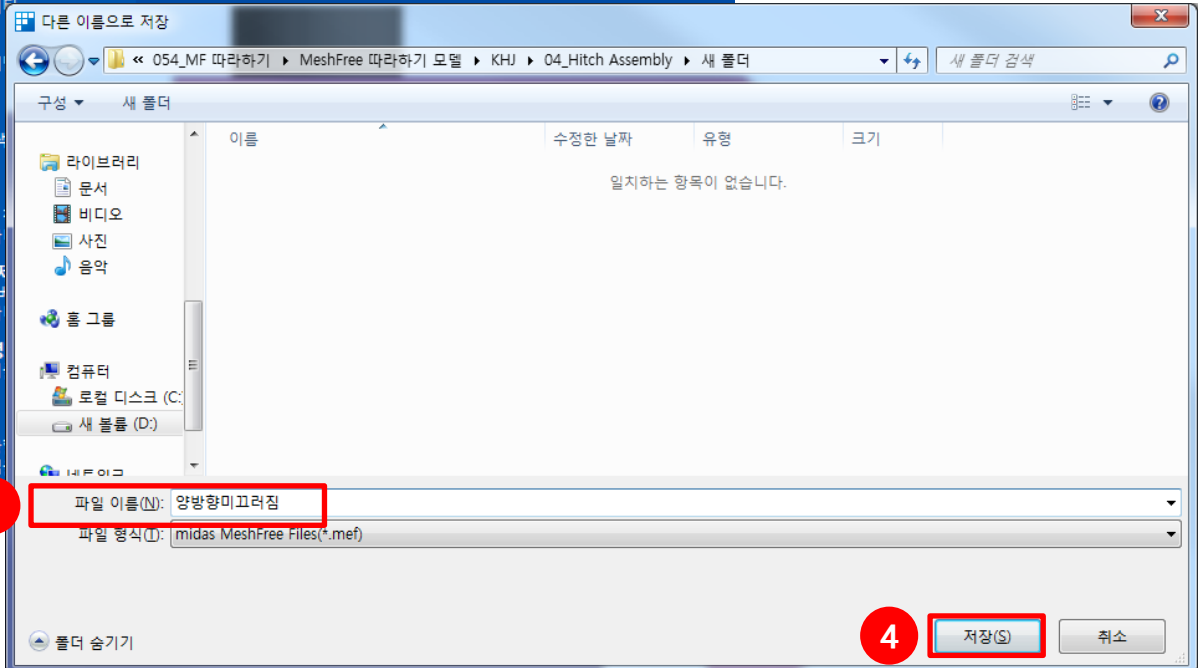 다른 이름으로 저장
« 054_MF 따라하기 ▸ MeshFree 따라하기 모델 ▸ KHJ ▸ 04_Hitch Assembly ▸ 새 폴더
새 폴더 검색
구성 새 폴더
이름 수정한 날짜 유형 크기
일치하는 항목이 없습니다.
라이브러리
문서
비디오
사진
음악
홈 그룹
컴퓨터
로컬 디스크 (C:
새 볼륨 (D:)
네트워크
파일 이름(N): 양방향미끄러짐
파일 형식(T): midas MeshFree Files(*.mef)
폴더 숨기기
4 저장(S) 취소